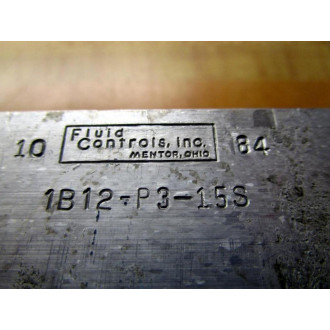 Fluid
10 Controls, Inc. 84
MENTOR, OHIO
1B12-P3-15S